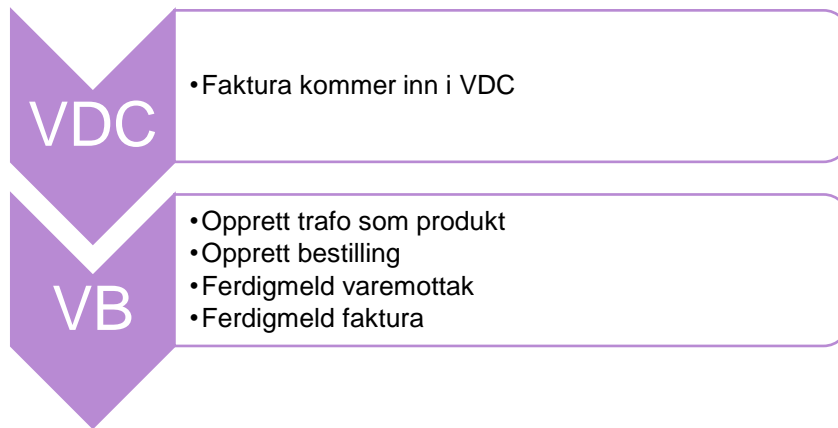 VDC
•Faktura kommer inn i VDC
VB
•Opprett trafo som produkt
•Opprett bestilling
•Ferdigmeld varemottak
•Ferdigmeld faktura